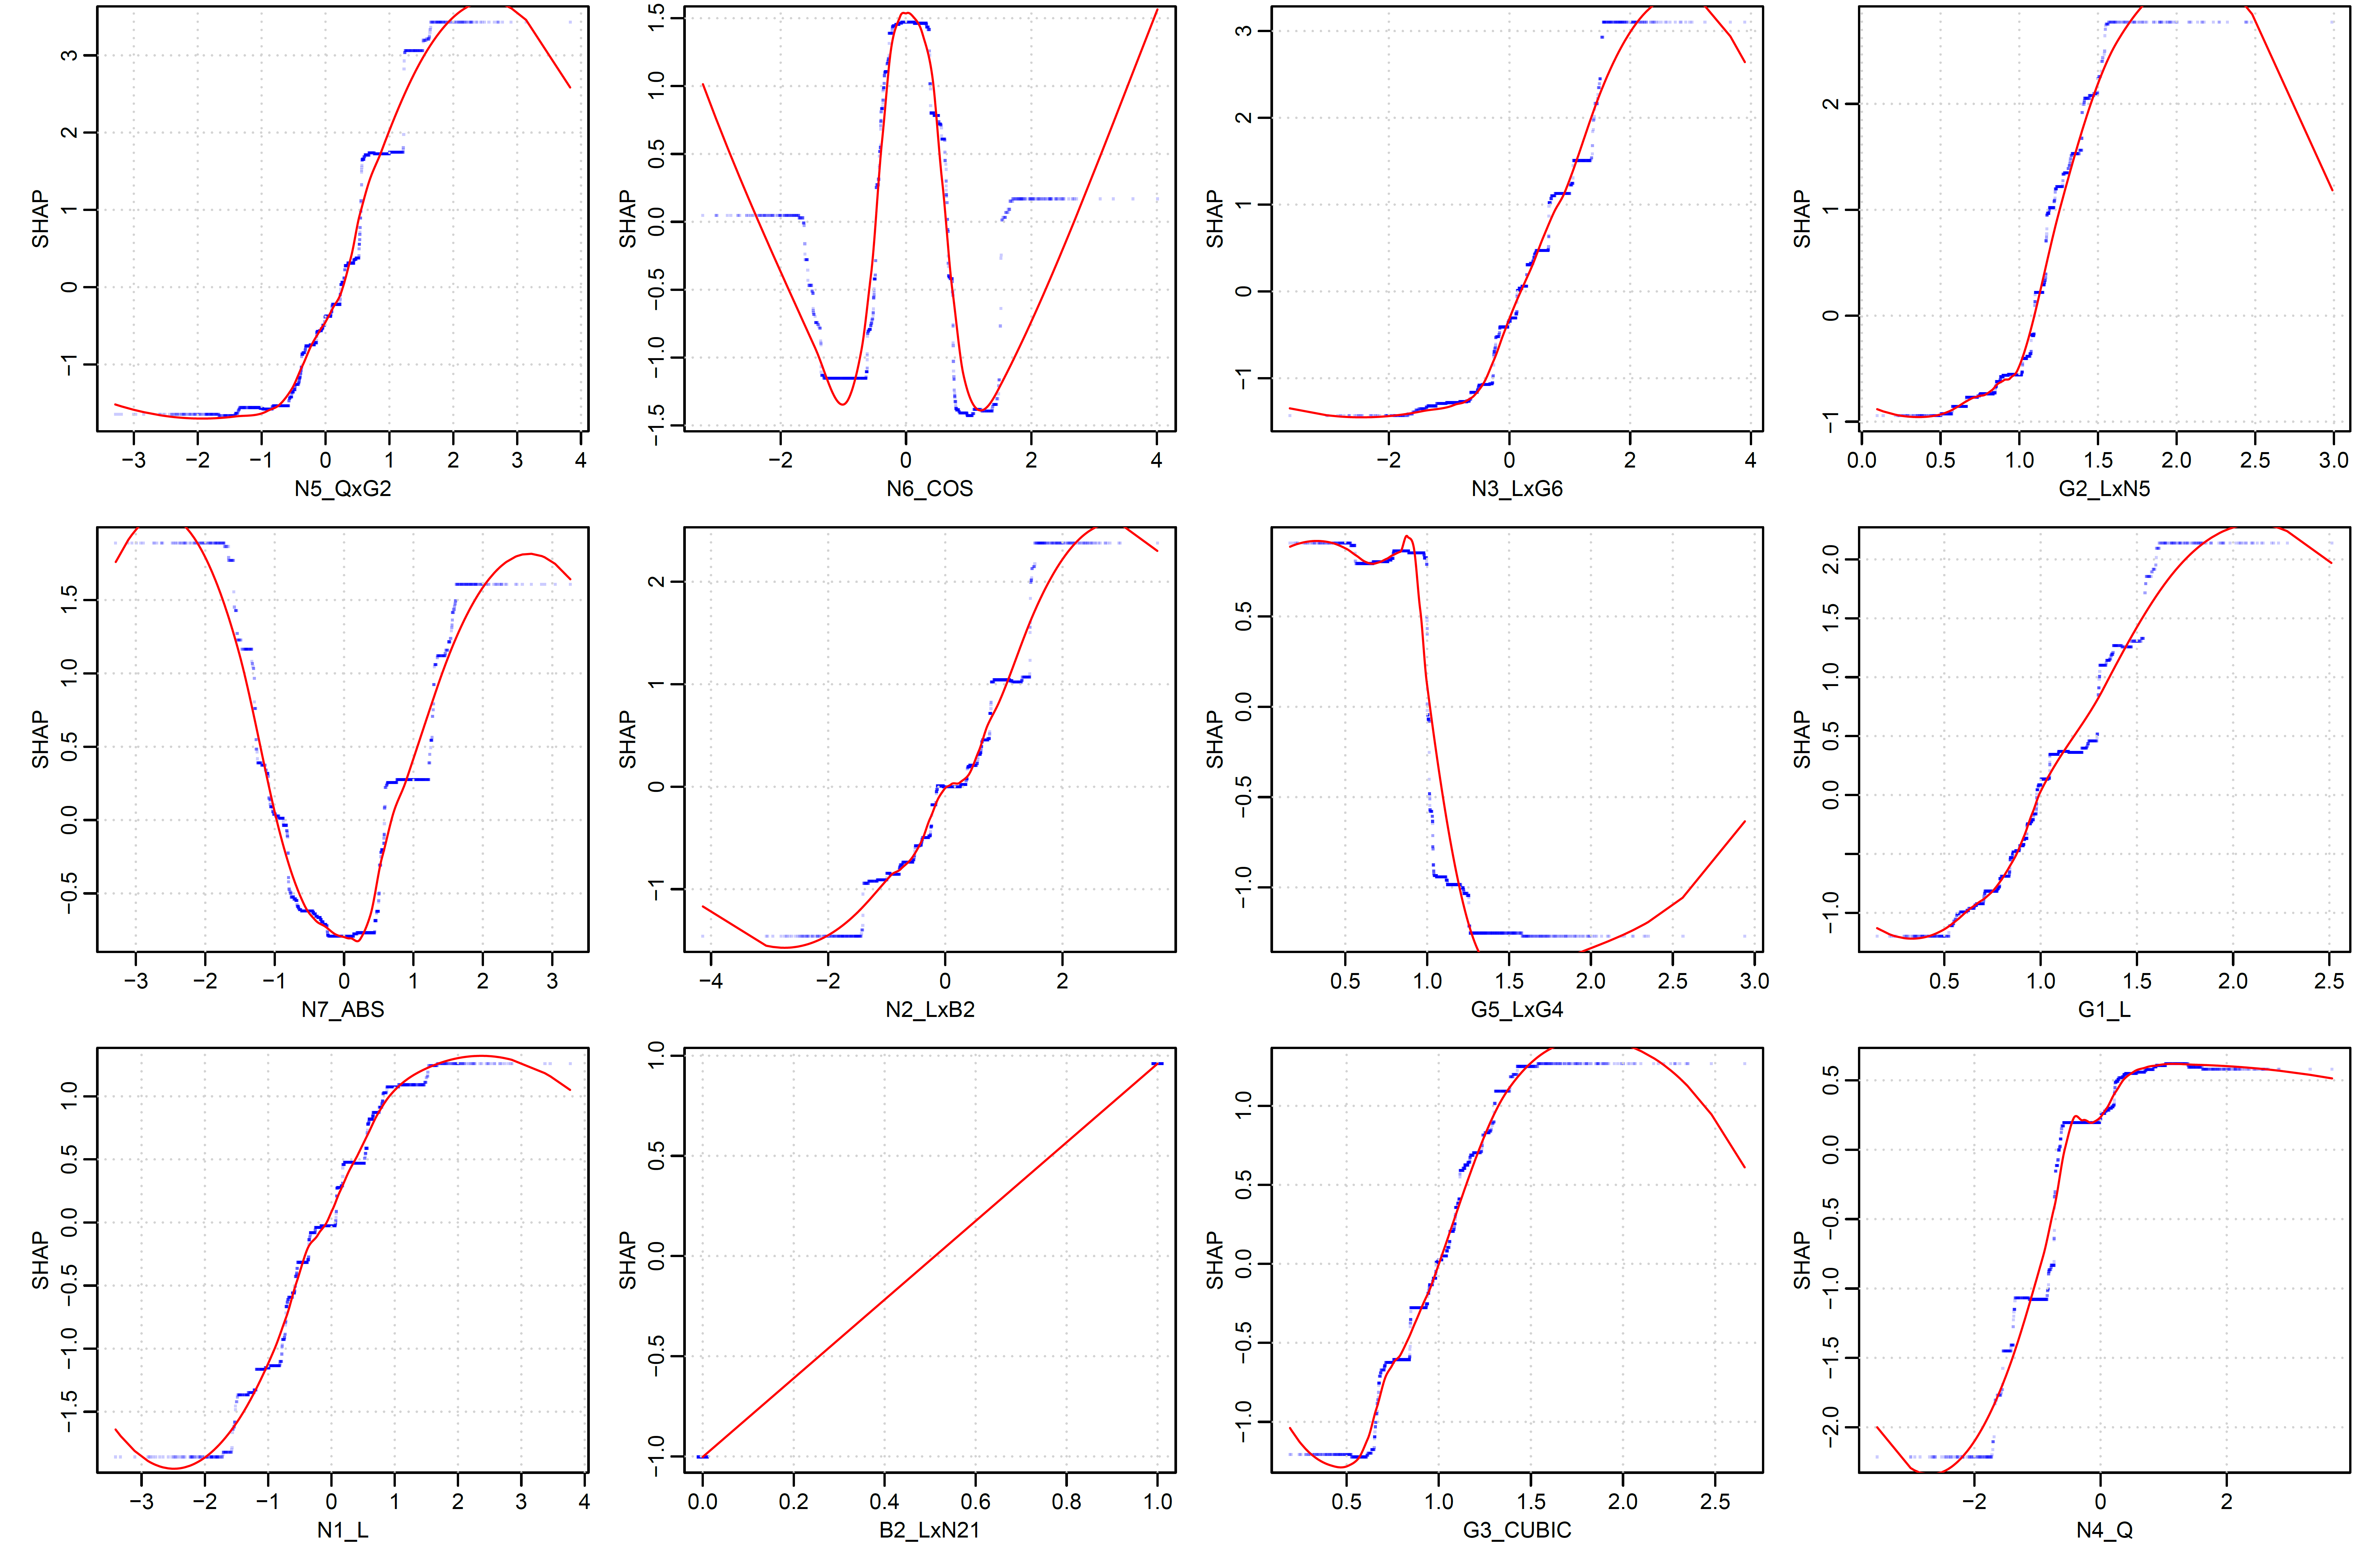 SHAP
3
2
1
0
−1
−3 −2 −1 0 1 2 3 4
N5_QxG2
SHAP
1.5
1.0
0.5
0.0
−0.5
−1.0
−1.5
−2 0 2 4
N6_COS
SHAP
3
2
1
0
−1
−2 0 2 4
N3_LxG6
SHAP
2
1
0
−1
0.0 0.5 1.0 1.5 2.0 2.5 3.0
G2_LxN5
SHAP
1.5
1.0
0.5
0.0
−0.5
−3 −2 −1 0 1 2 3
N7_ABS
SHAP
2
1
0
−1
−4 −2 0 2
N2_LxB2
SHAP
0.5
0.0
−0.5
−1.0
0.5 1.0 1.5 2.0 2.5 3.0
G5_LxG4
SHAP
2.0
1.5
1.0
0.5
0.0
−1.0
0.5 1.0 1.5 2.0 2.5
G1_L
SHAP
1.0
0.5
0.0
−0.5
−1.0
−1.5
−3 −2 −1 0 1 2 3 4
N1_L
SHAP
1.0
0.5
0.0
−0.5
−1.0
0.0 0.2 0.4 0.6 0.8 1.0
B2_LxN21
SHAP
1.0
0.5
0.0
−0.5
−1.0
0.5 1.0 1.5 2.0 2.5
G3_CUBIC
SHAP
0.5
0.0
−0.5
−1.0
−1.5
−2.0
−2 0 2
N4_Q